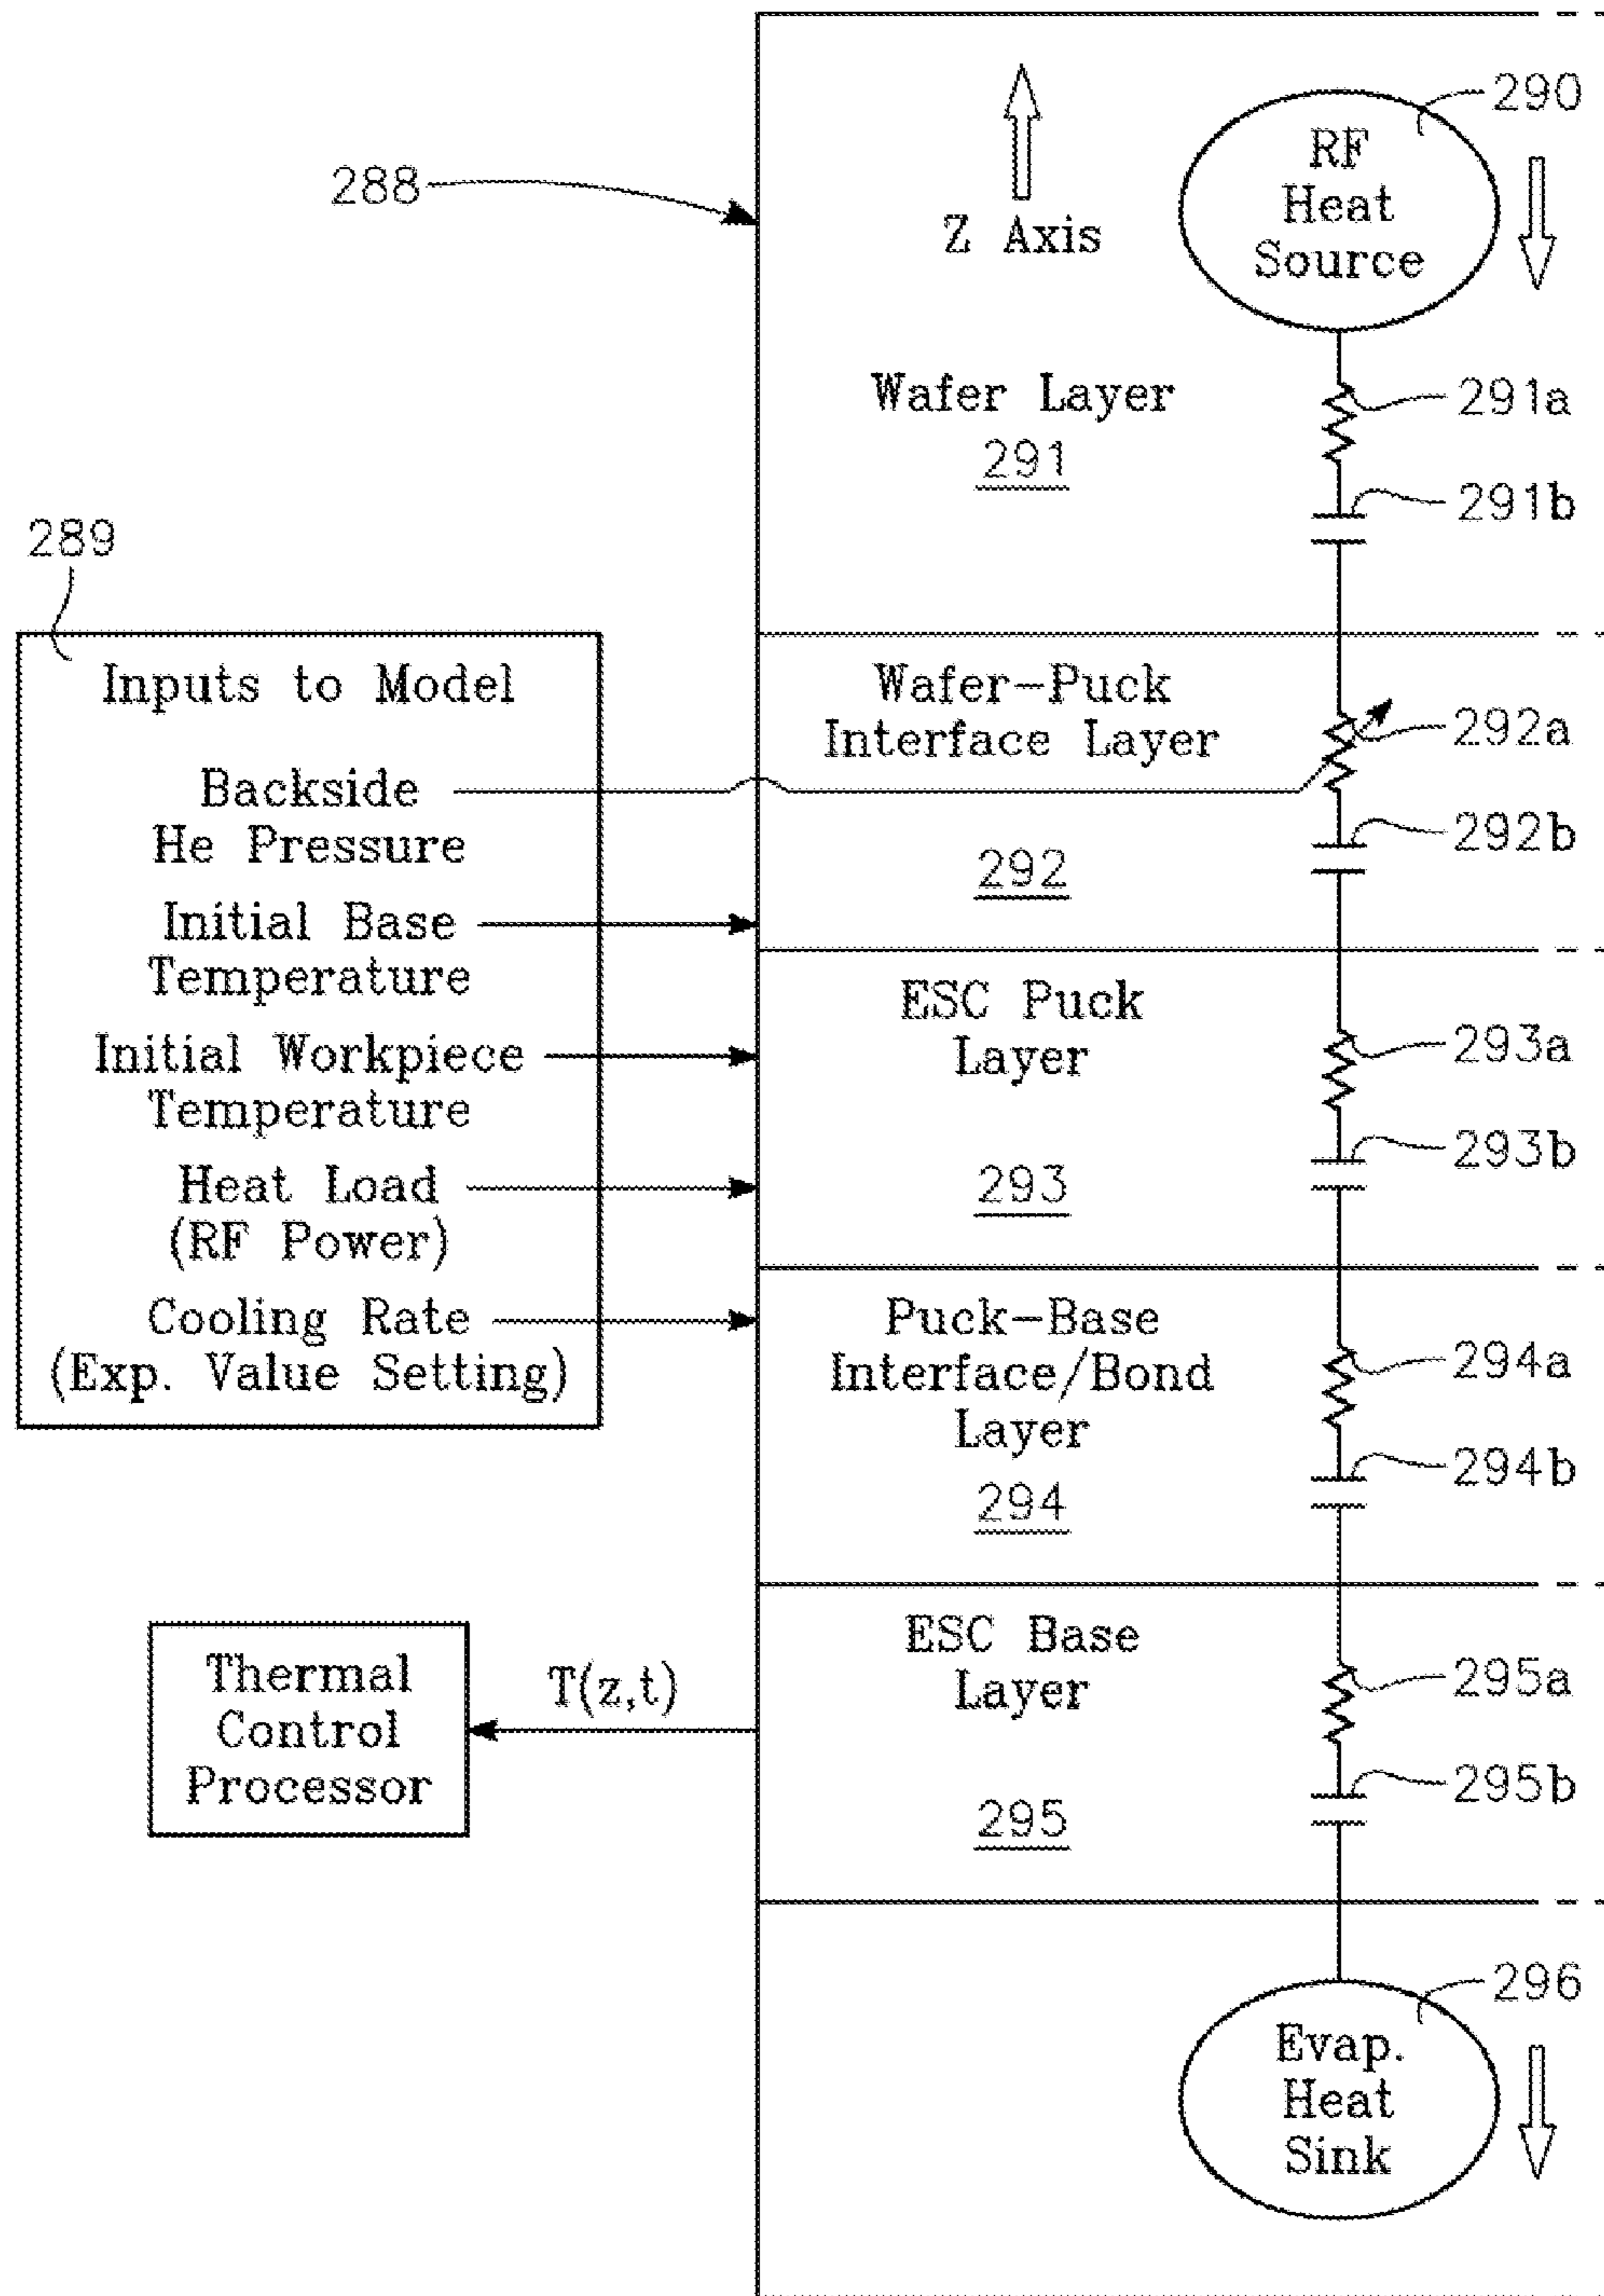 290
RF
Heat
Source
288
Z Axis
Wafer Layer
291
291a
291b
289
Inputs to Model
Backside
He Pressure
Initial Base
Temperature
Initial Workpiece
Temperature
Heat Load
(RF Power)
Cooling Rate
(Exp. Value Setting)
Wafer-Puck
Interface Layer
292
292a
292b
ESC Puck
Layer
293
293a
293b
Puck-Base
Interface/Bond
Layer
294
294a
294b
Thermal
Control
Processor
T(z,t)
ESC Base
Layer
295
295a
295b
296
Evap.
Heat
Sink